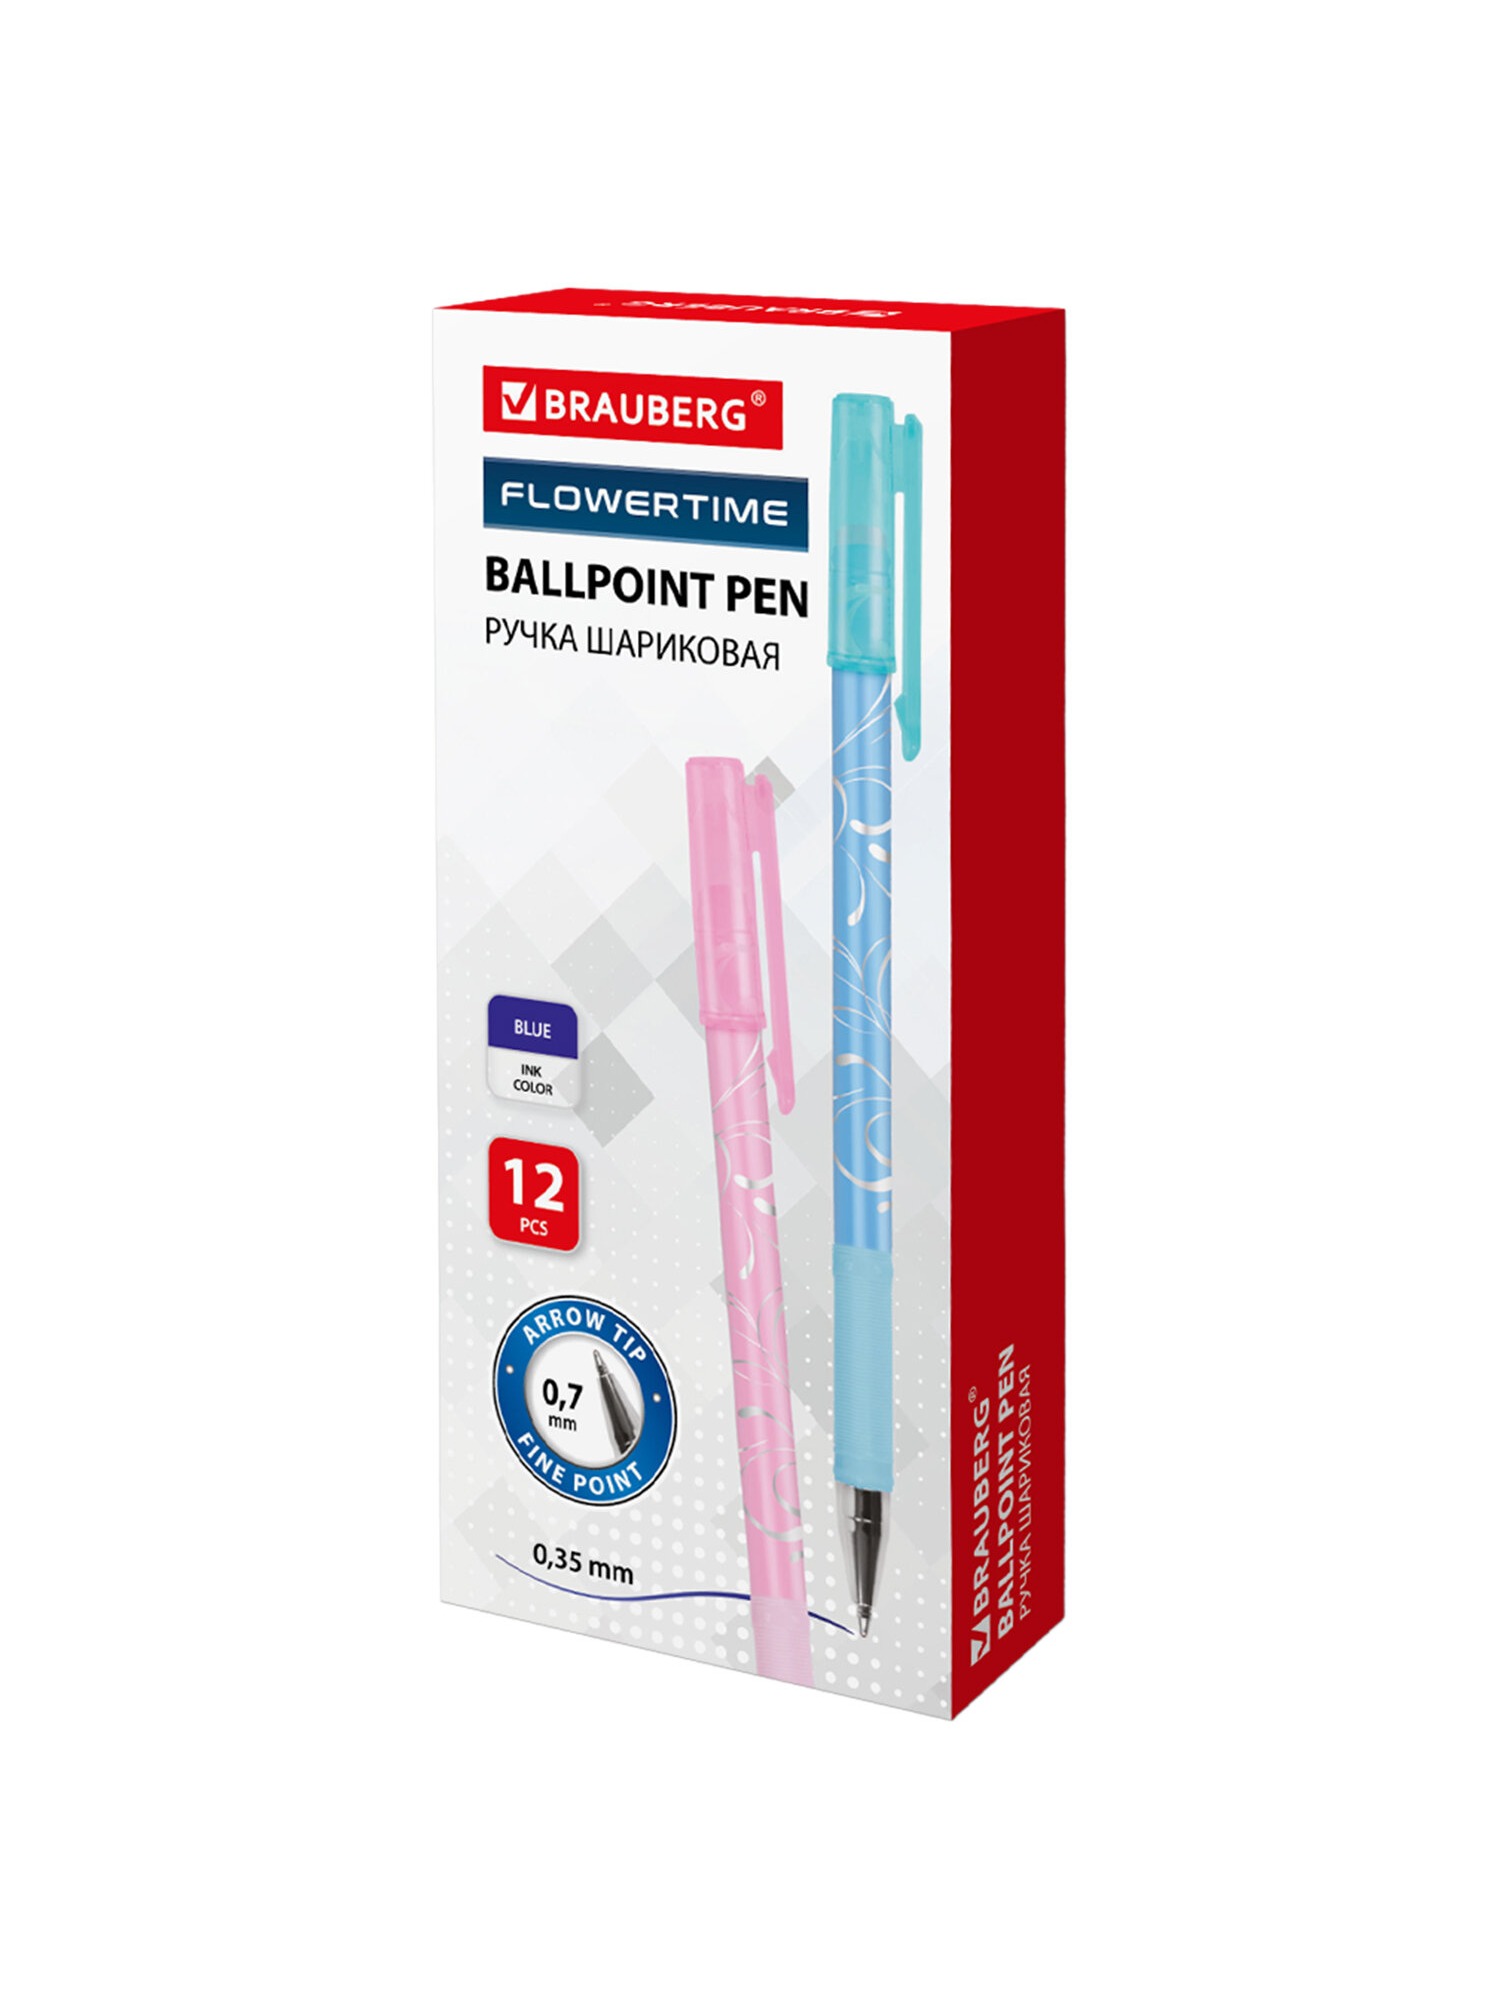 BRAUBERG ®
BRAUBERG®
FLOWERTIME
BALLPOINT PEN
РУЧКА ШАРИКОВАЯ
BLUE
INK
COLOR
12
PCS
ARROW TIP
0,7
mm
FINE POINT
0,35 mm
BRAUBERG®
BALLPOINT PEN
РУЧКА ШАРИКОВАЯ